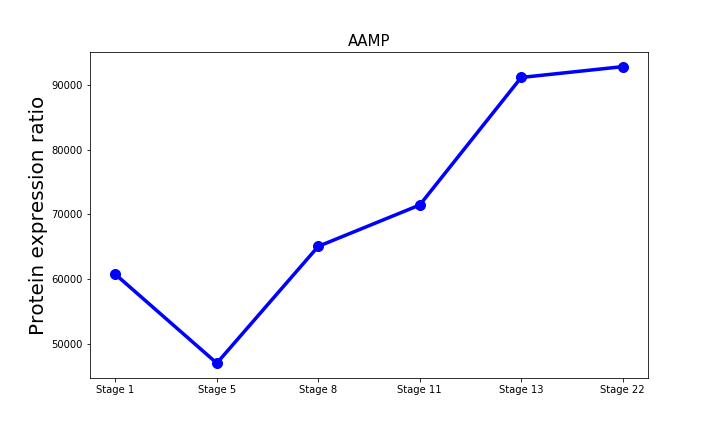 AAMP
Protein expression ratio
90000
80000
70000
60000
50000
Stage 1 Stage 5 Stage 8 Stage 11 Stage 13 Stage 22